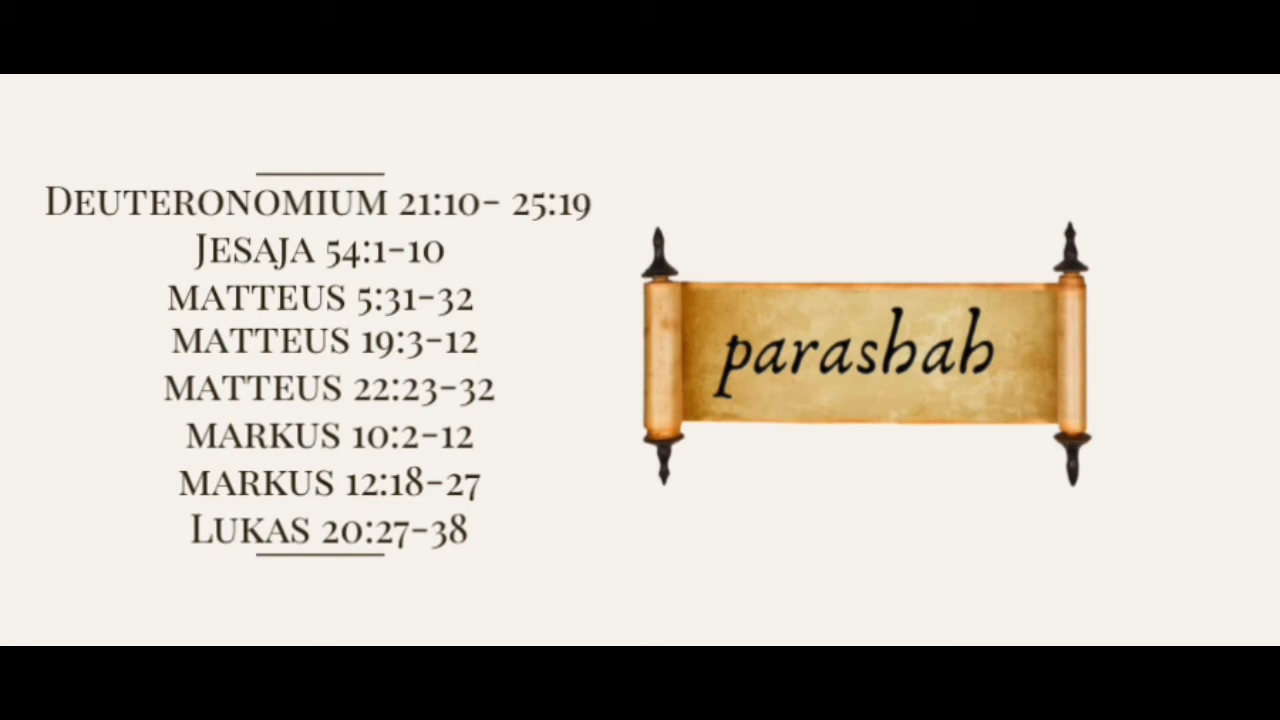 Deuteronomium 21:10- 25:19
Jesaja 54:1-10
matteus 5:31-32
matteus 19:3-12
matteus 22:23-32
markus 10:2-12
markus 12:18-27
Lukas 20:27-38
parashah